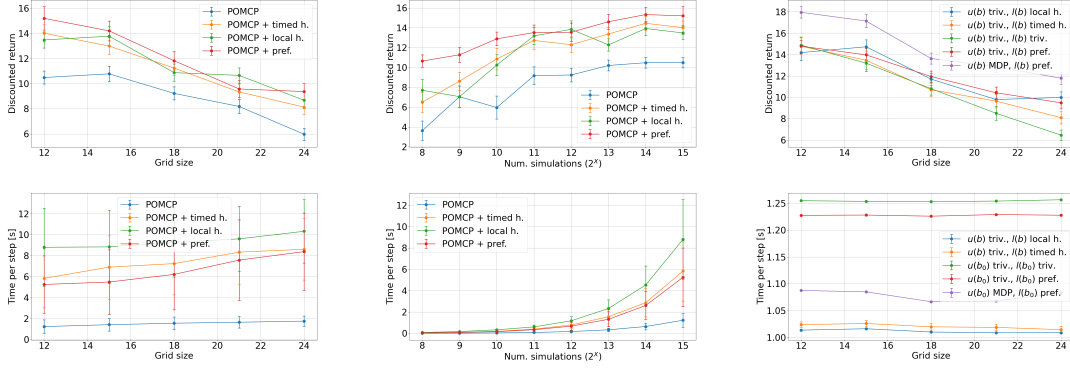 16
14
12
10
8
6
Discounted return
12
14
16
18
20
22
24
Grid size
POMCP
POMCP + timed h.
POMCP + local h.
POMCP + pref.
16
14
12
10
8
6
4
2
Discounted return
8
9
10
11
12
13
14
15
Num. simulations (2^x)
POMCP
POMCP + timed h.
POMCP + local h.
POMCP + pref.
18
16
14
12
10
8
6
Discounted return
12
14
16
18
20
22
24
Grid size
u(b) triv., l(b) local h.
u(b) triv., l(b) timed h.
u(b) triv., l(b) triv.
u(b) triv., l(b) pref.
u(b) MDP, l(b) pref.
12
10
8
6
4
2
0
Time per step [s]
12
14
16
18
20
22
24
Grid size
POMCP
POMCP + timed h.
POMCP + local h.
POMCP + pref.
12
10
8
6
4
2
0
Time per step [s]
8
9
10
11
12
13
14
15
Num. simulations (2^x)
POMCP
POMCP + timed h.
POMCP + local h.
POMCP + pref.
1.25
1.20
1.15
1.10
1.05
1.00
Time per step [s]
12
14
16
18
20
22
24
Grid size
u(b) triv., l(b) local h.
u(b) triv., l(b) timed h.
u(b₀) triv., l(b₀) triv.
u(b₀) triv., l(b₀) pref.
u(b₀) MDP, l(b₀) pref.